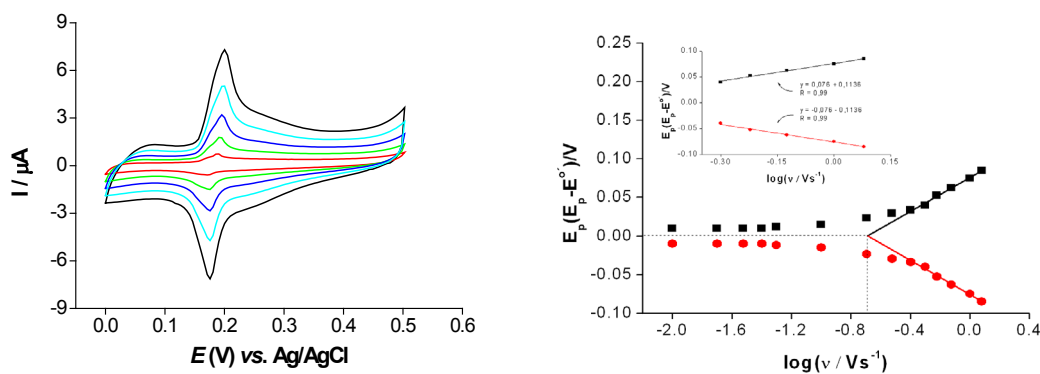 9
6
3
0
-3
-6
-9
I / µA
0.0 0.1 0.2 0.3 0.4 0.5 0.6
E (V) vs. Ag/AgCl
0.25
0.20
0.15
0.10
0.05
0.00
-0.05
-0.10
Eₚ(Eₚ-E°´)/V
-2.0 -1.6 -1.2 -0.8 -0.4 0.0 0.4
log(ν / Vs⁻¹)
0.10
0.05
0.00
-0.05
-0.10
Eₚ(Eₚ-E°´)/V
y = 0,076 + 0,1136
R = 0.99
y = -0,076 - 0,1136
R = 0.99
-0.30 -0.15 0.00 0.15
log(ν / Vs⁻¹)